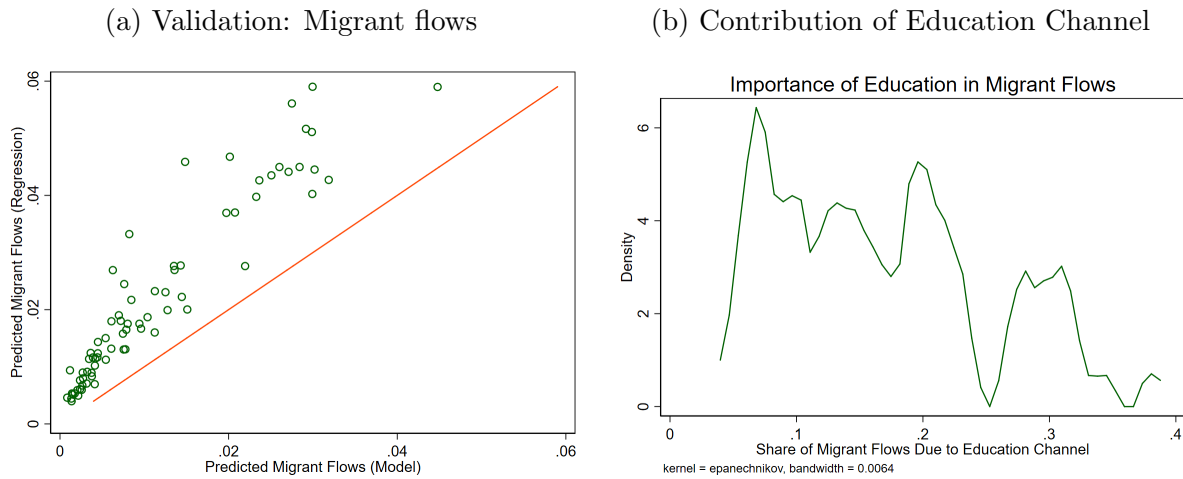 (a) Validation: Migrant flows
Predicted Migrant Flows (Regression)
.06
.04
.02
0
0 .02 .04 .06
Predicted Migrant Flows (Model)
(b) Contribution of Education Channel
Importance of Education in Migrant Flows
Density
6
4
2
0
0 .1 .2 .3 .4
Share of Migrant Flows Due to Education Channel
kernel = epanechnikov, bandwidth = 0.0064